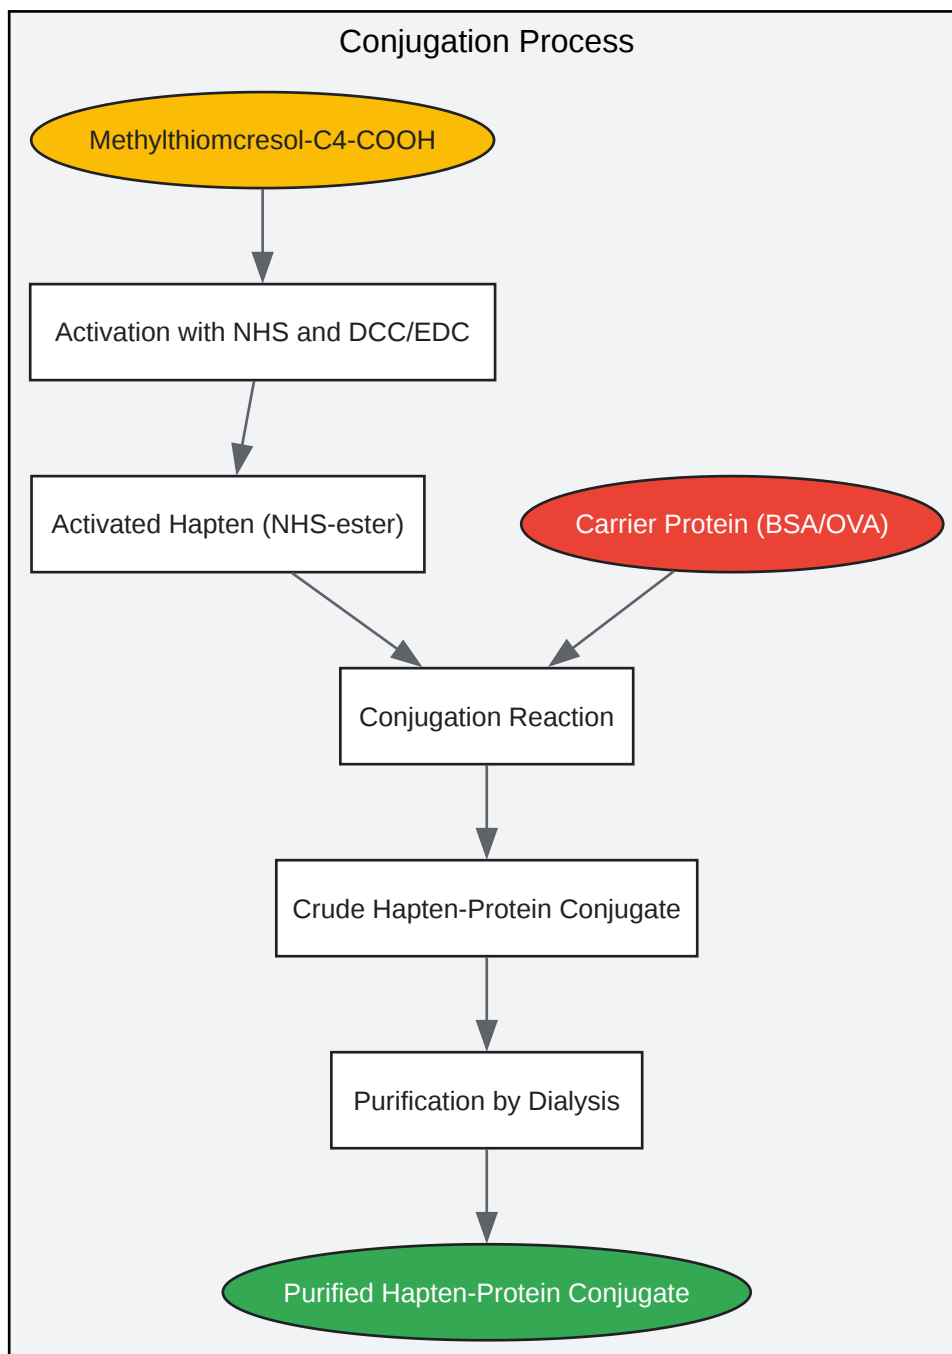 Conjugation Process
Methylthiomcresol-C4-COOH
Activation with NHS and DCC/EDC
Activated Hapten (NHS-ester)
Carrier Protein (BSA/OVA)
Conjugation Reaction
Crude Hapten-Protein Conjugate
Purification by Dialysis
Purified Hapten-Protein Conjugate